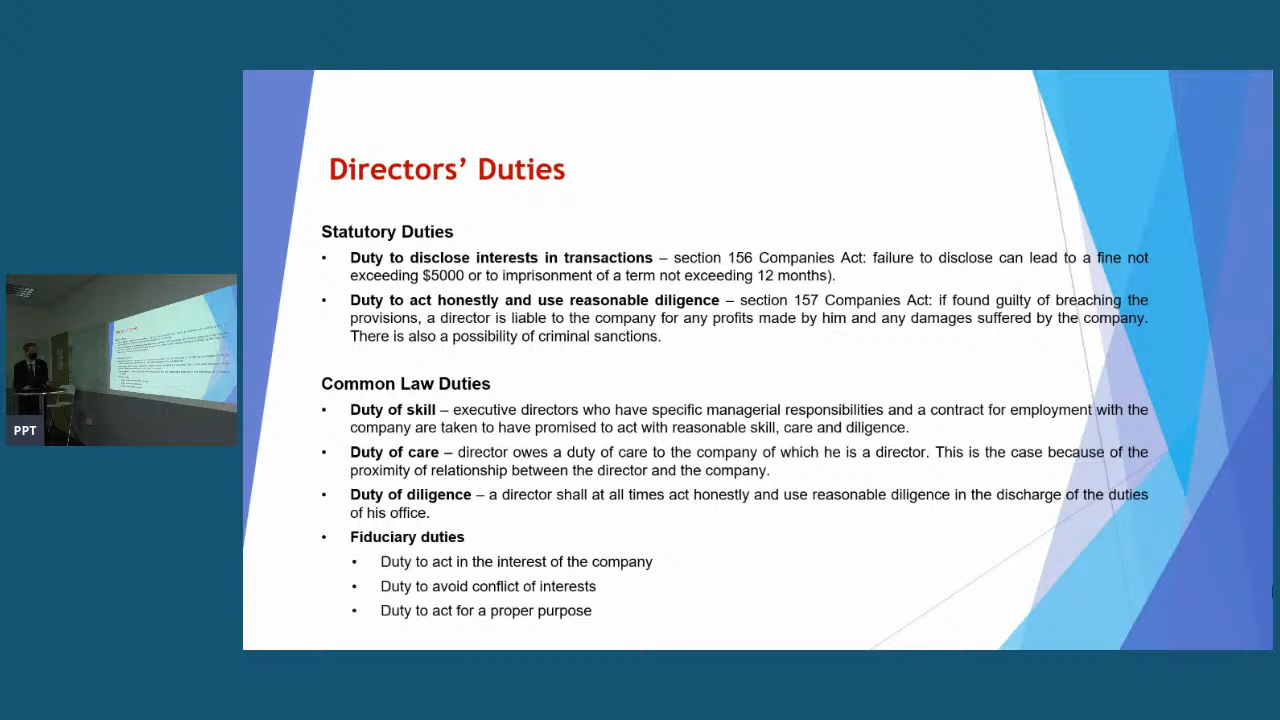 Directors’ Duties
Statutory Duties
• Duty to disclose interests in transactions – section 156 Companies Act: failure to disclose can lead to a fine not
exceeding $5000 or to imprisonment of a term not exceeding 12 months).
• Duty to act honestly and use reasonable diligence – section 157 Companies Act: if found guilty of breaching the
provisions, a director is liable to the company for any profits made by him and any damages suffered by the company.
There is also a possibility of criminal sanctions.
Common Law Duties
• Duty of skill – executive directors who have specific managerial responsibilities and a contract for employment with the
company are taken to have promised to act with reasonable skill, care and diligence.
• Duty of care – director owes a duty of care to the company of which he is a director. This is the case because of the
proximity of relationship between the director and the company.
• Duty of diligence – a director shall at all times act honestly and use reasonable diligence in the discharge of the duties
of his office.
• Fiduciary duties
• Duty to act in the interest of the company
• Duty to avoid conflict of interests
• Duty to act for a proper purpose
PPT